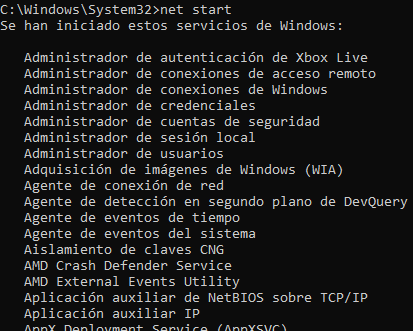 C:\Windows\System32>net start
Se han iniciado estos servicios de Windows:
Administrador de autenticación de Xbox Live
Administrador de conexiones de acceso remoto
Administrador de conexiones de Windows
Administrador de credenciales
Administrador de cuentas de seguridad
Administrador de sesión local
Administrador de usuarios
Adquisición de imágenes de Windows (WIA)
Agente de conexión de red
Agente de detección en segundo plano de DevQuery
Agente de eventos de tiempo
Agente de eventos del sistema
Aislamiento de claves CNG
AMD Crash Defender Service
AMD External Events Utility
Aplicación auxiliar de NetBIOS sobre TCP/IP
Aplicación auxiliar IP
AppX Deployment Service (AppXSVC)